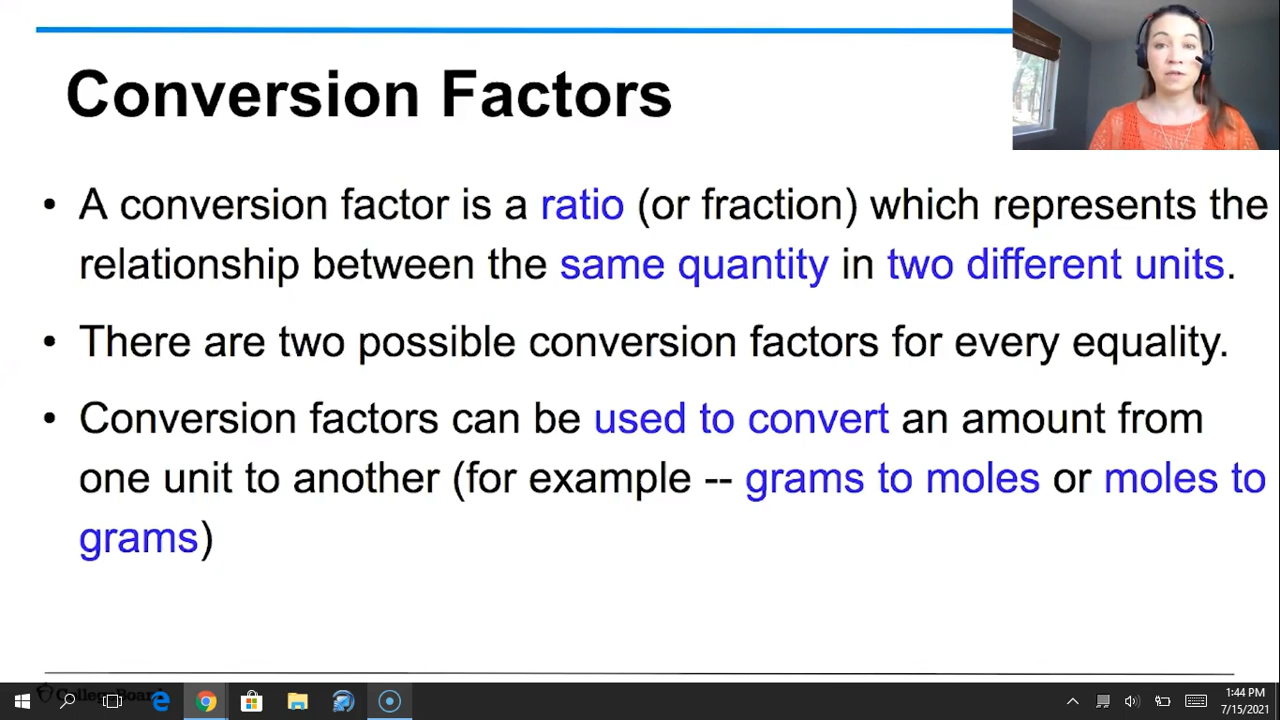 Conversion Factors
• A conversion factor is a ratio (or fraction) which represents the
relationship between the same quantity in two different units.
• There are two possible conversion factors for every equality.
• Conversion factors can be used to convert an amount from
one unit to another (for example -- grams to moles or moles to
grams)
CollegeBoard
1:44 PM
7/15/2021